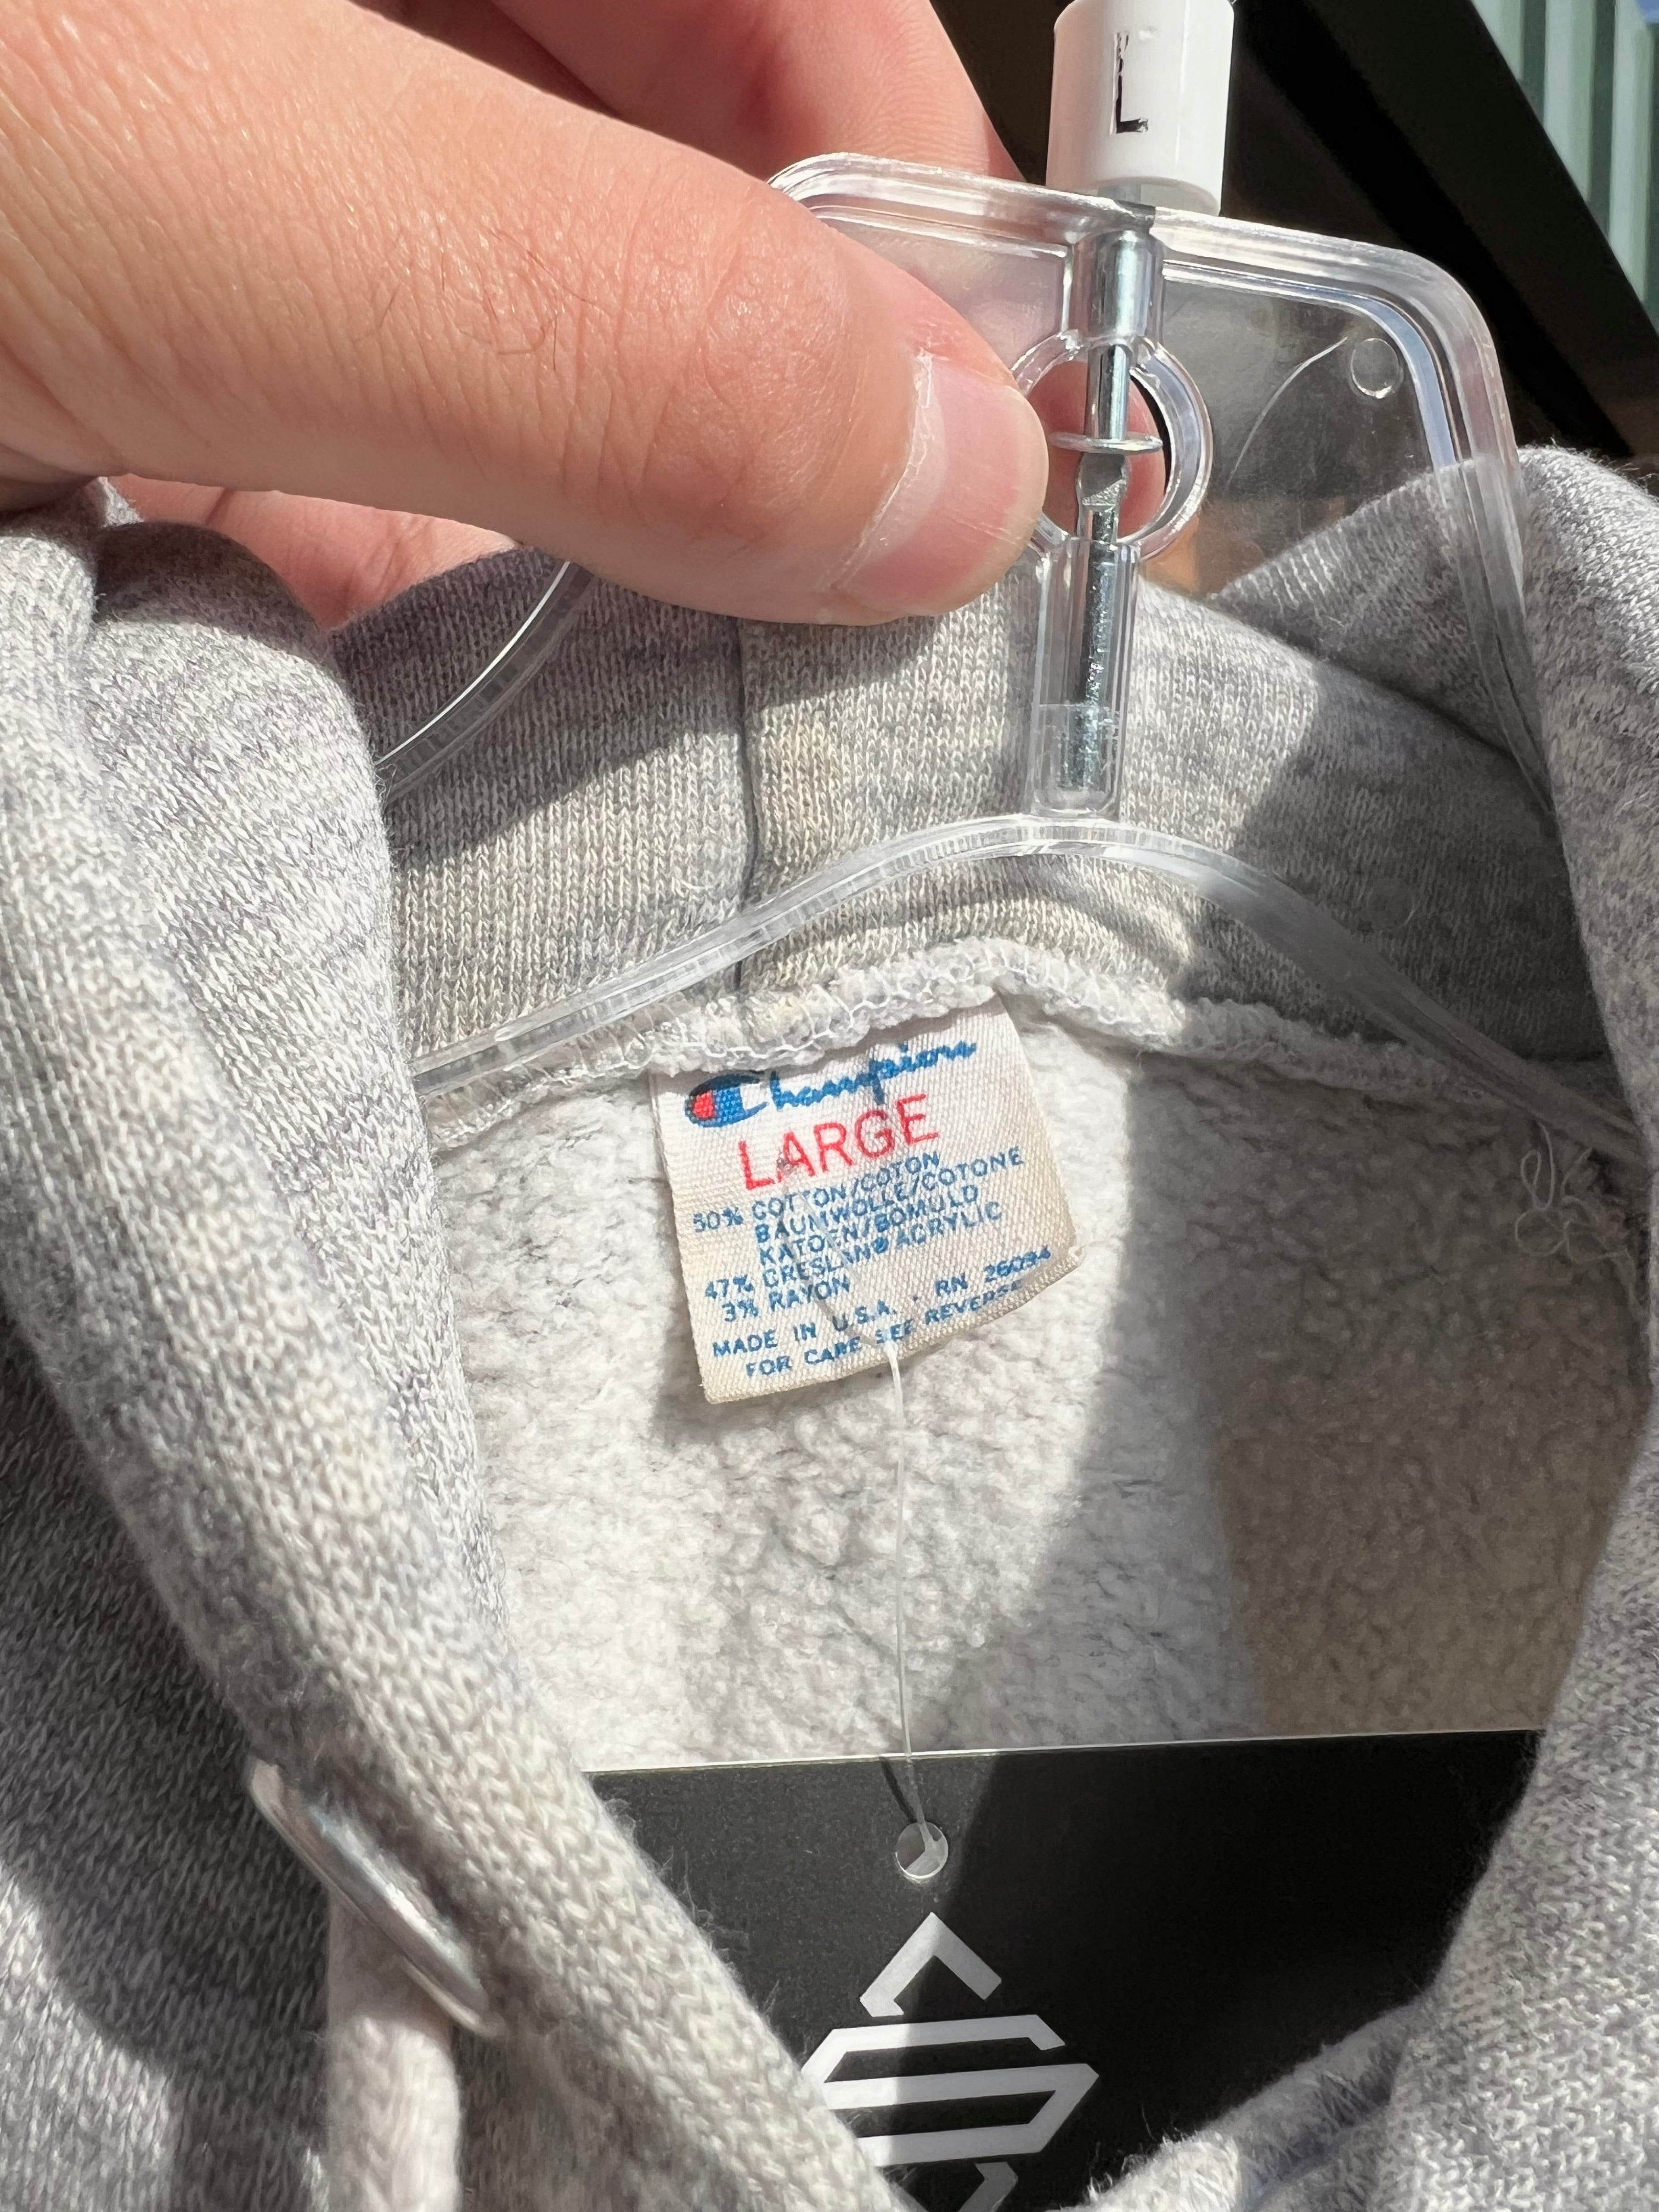 L
Champion
LARGE
50% COTTON/COTON
BAUMWOLLE/COTONE
KATOEN/BOMULD
47% CRESLAN® ACRYLIC
3% RAYON
MADE IN U.S.A. · RN 26094
FOR CARE SEE REVERSE